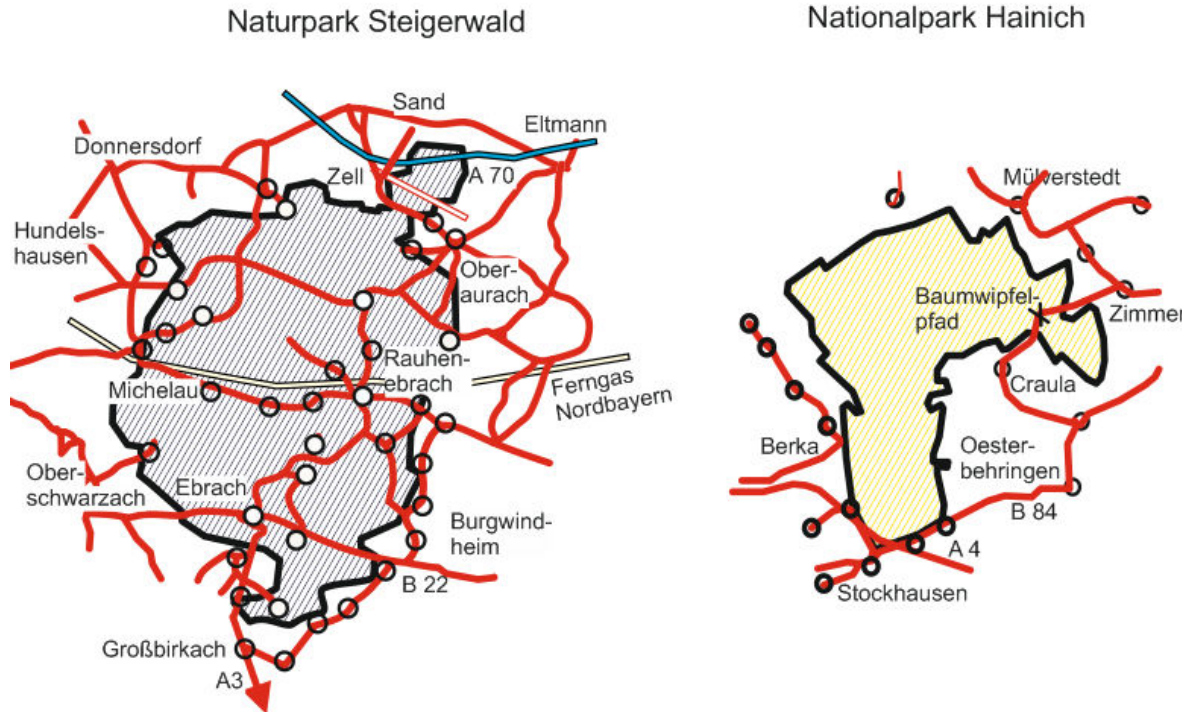 Naturpark Steigerwald
Nationalpark Hainich
Sand
Eltmann
Donnersdorf
Zell
A 70
Hundels-
hausen
Ober-
aurach
Rauhen-
ebrach
Michelau
Ferngas
Nordbayern
Ober-
schwarzach
Ebrach
Burgwind-
heim
B 22
Großbirkach
A3
Mülverstedt
Baumwipfel-
pfad
Zimmer
Craula
Berka
Oester-
behringen
B 84
A 4
Stockhausen